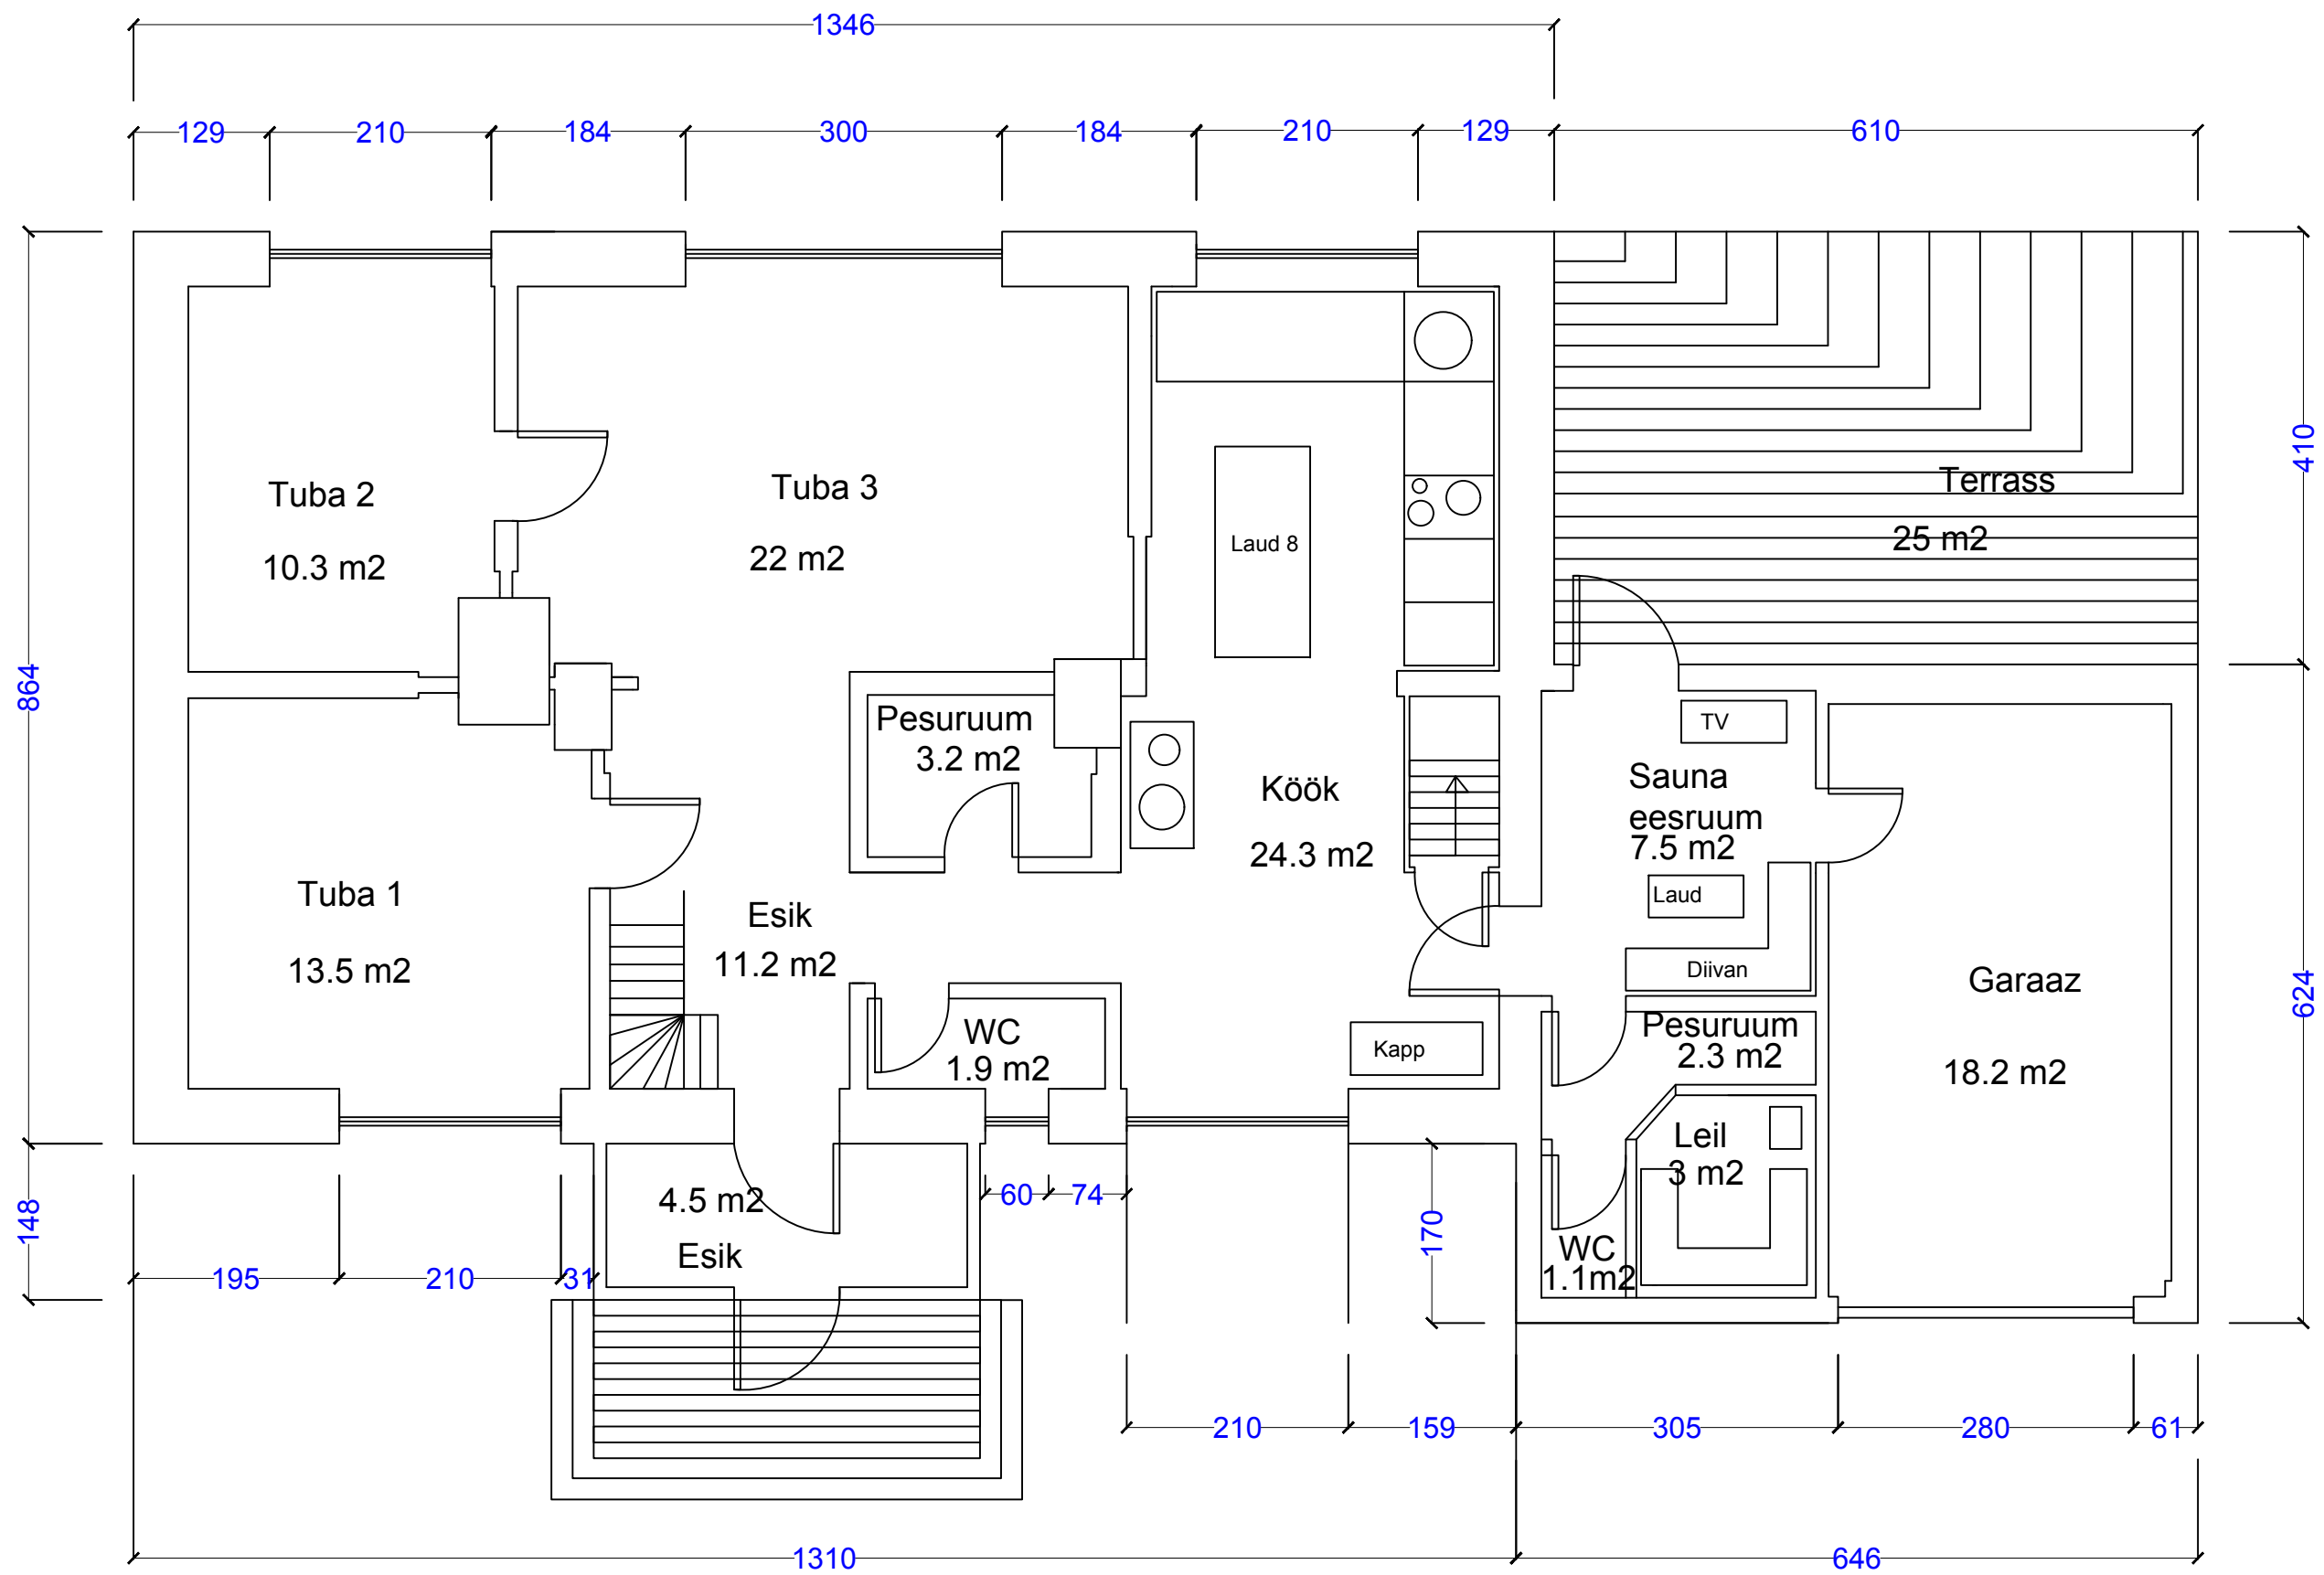 1346
129 210 184 300 184 210 129 610
410
864
624
148
Tuba 2
10.3 m2
Tuba 3
22 m2
Laud 8
Terrass
25 m2
Pesuruum
3.2 m2
Köök
24.3 m2
TV
Sauna
eesruum
7.5 m2
Laud
Diivan
Tuba 1
13.5 m2
Esik
11.2 m2
WC
1.9 m2
Kapp
Garaaz
18.2 m2
Pesuruum
2.3 m2
Leil
3 m2
WC
1.1m2
4.5 m2
Esik
60 74
170
195 210 31
210 159 305 280 61
1310 646